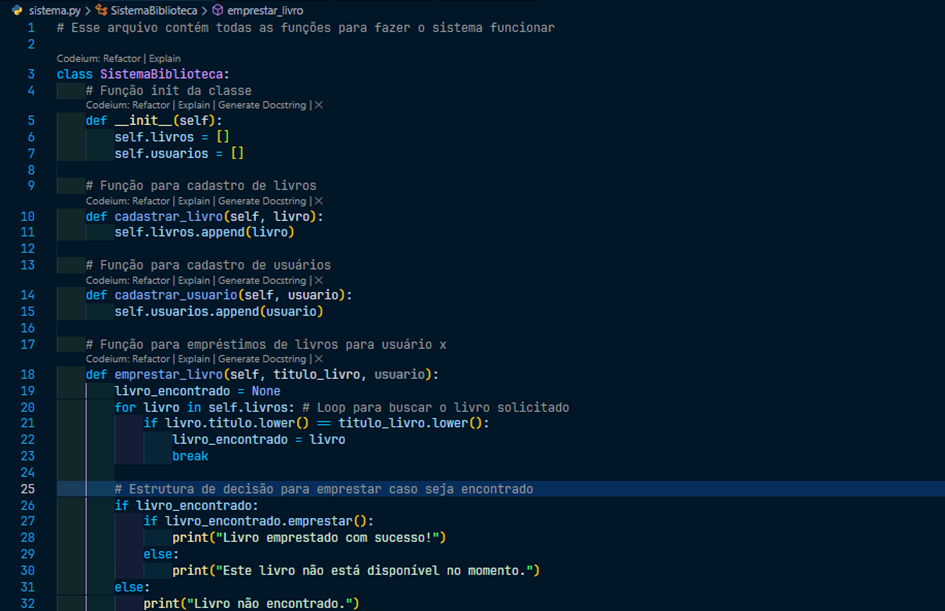 sistema.py > SistemaBiblioteca > emprestar_livro
1 # Esse arquivo contém todas as funções para fazer o sistema funcionar
2
Codeium: Refactor | Explain
3 class SistemaBiblioteca:
4     # Função init da classe
Codeium: Refactor | Explain | Generate Docstring | X
5     def __init__(self):
6         self.livros = []
7         self.usuarios = []
8
9     # Função para cadastro de livros
Codeium: Refactor | Explain | Generate Docstring | X
10     def cadastrar_livro(self, livro):
11         self.livros.append(livro)
12
13     # Função para cadastro de usuários
Codeium: Refactor | Explain | Generate Docstring | X
14     def cadastrar_usuario(self, usuario):
15         self.usuarios.append(usuario)
16
17     # Função para empréstimos de livros para usuário x
Codeium: Refactor | Explain | Generate Docstring | X
18     def emprestar_livro(self, titulo_livro, usuario):
19         livro_encontrado = None
20         for livro in self.livros: # Loop para buscar o livro solicitado
21             if livro.titulo.lower() == titulo_livro.lower():
22                 livro_encontrado = livro
23                 break
24
25         # Estrutura de decisão para emprestar caso seja encontrado
26         if livro_encontrado:
27             if livro_encontrado.emprestar():
28                 print("Livro emprestado com sucesso!")
29             else:
30                 print("Este livro não está disponível no momento.")
31         else:
32             print("Livro não encontrado.")